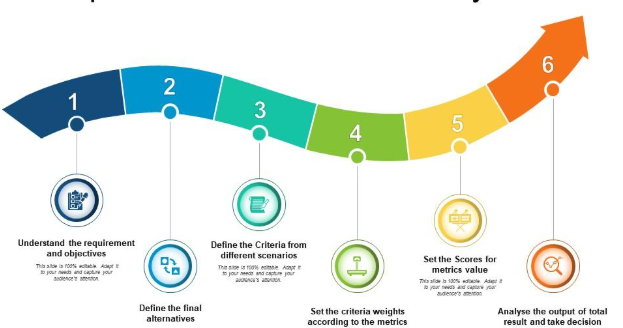 1
2
3
4
5
6
Understand the requirement
and objectives
This slide is 100% editable. Adapt it
to your needs and capture your
audience's attention.
Define the final
alternatives
Define the Criteria from
different scenarios
This slide is 100% editable. Adapt it
to your needs and capture your
audience's attention.
Set the criteria weights
according to the metrics
Set the Scores for
metrics value
This slide is 100% editable. Adapt it
to your needs and capture your
audience's attention.
Analyse the output of total
result and take decision